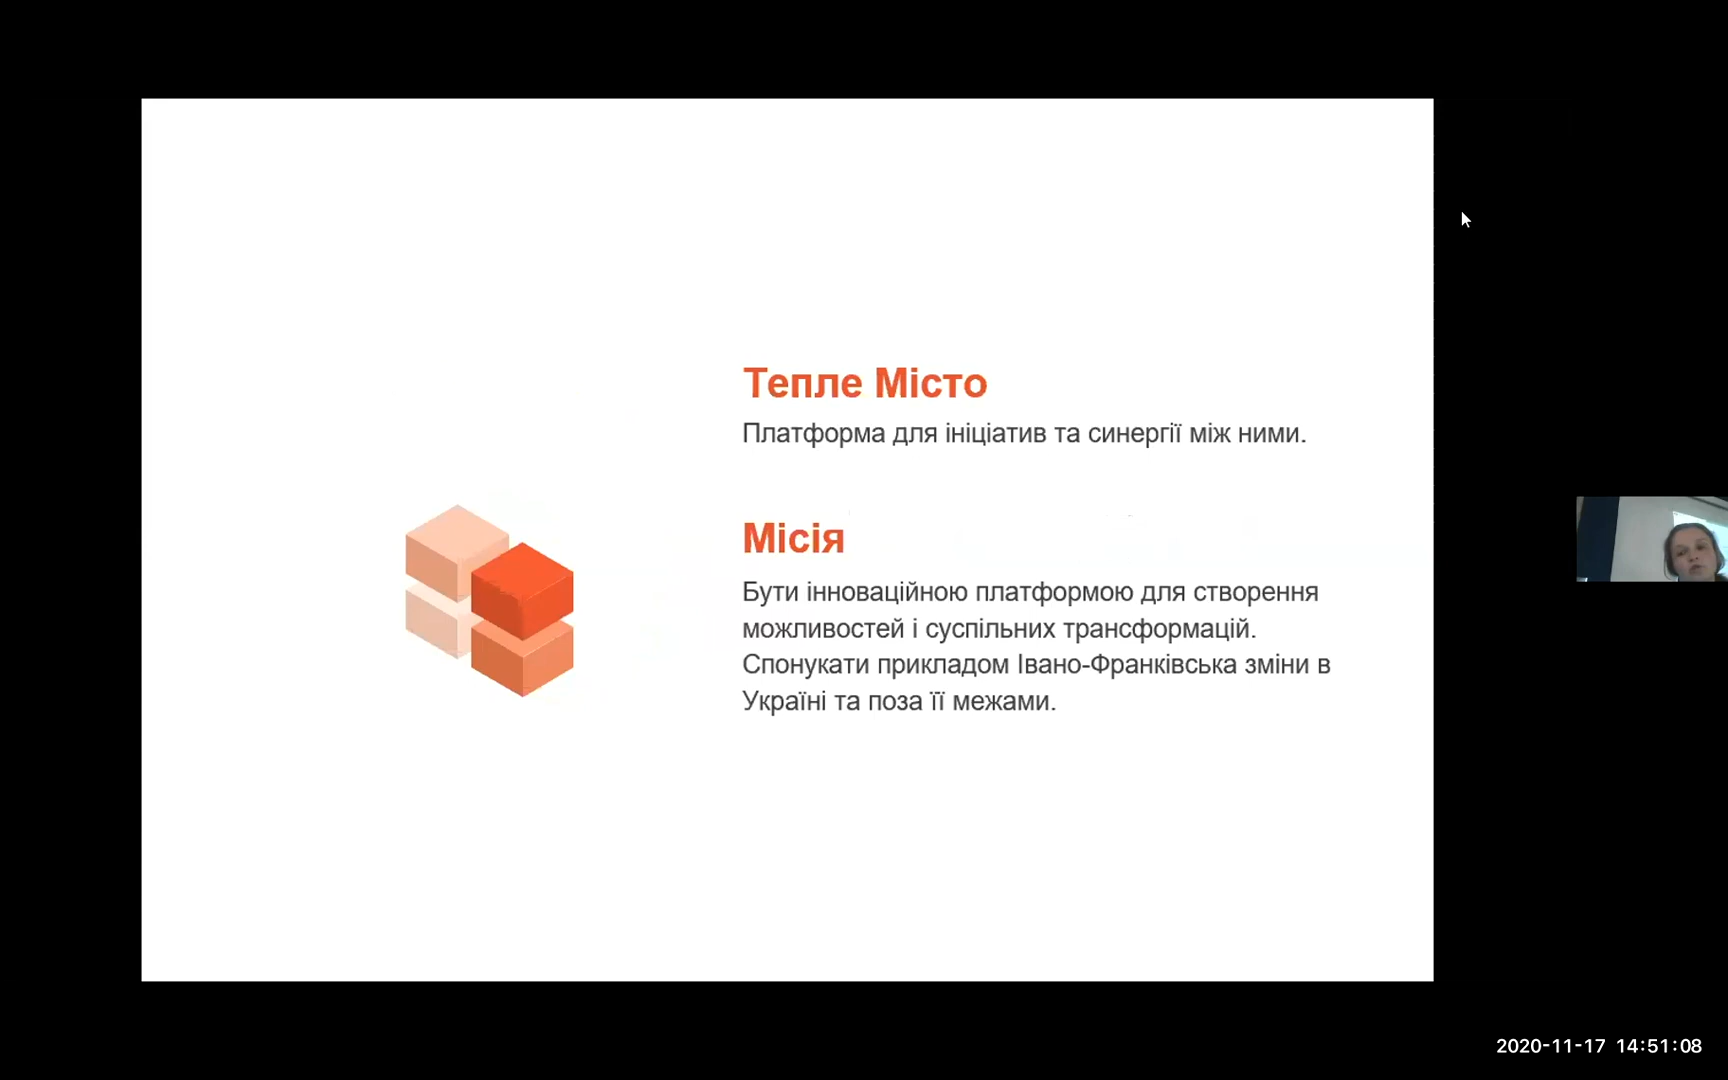 Тепле Місто
Платформа для ініціатив та синергії між ними.
Місія
Бути інноваційною платформою для створення
можливостей і суспільних трансформацій.
Спонукати прикладом Івано-Франківська зміни в
Україні та поза її межами.
2020-11-17 14:51:08